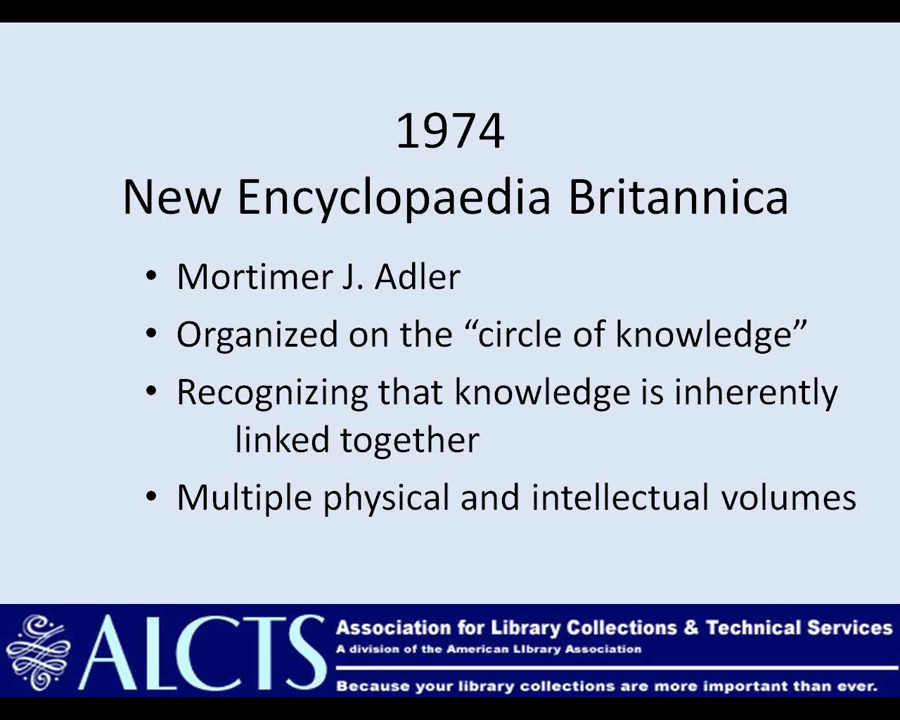 1974
New Encyclopaedia Britannica
• Mortimer J. Adler
• Organized on the “circle of knowledge”
• Recognizing that knowledge is inherently
linked together
• Multiple physical and intellectual volumes
ALCTS
Association for Library Collections & Technical Services
A division of the American Library Association
Because your library collections are more important than ever.